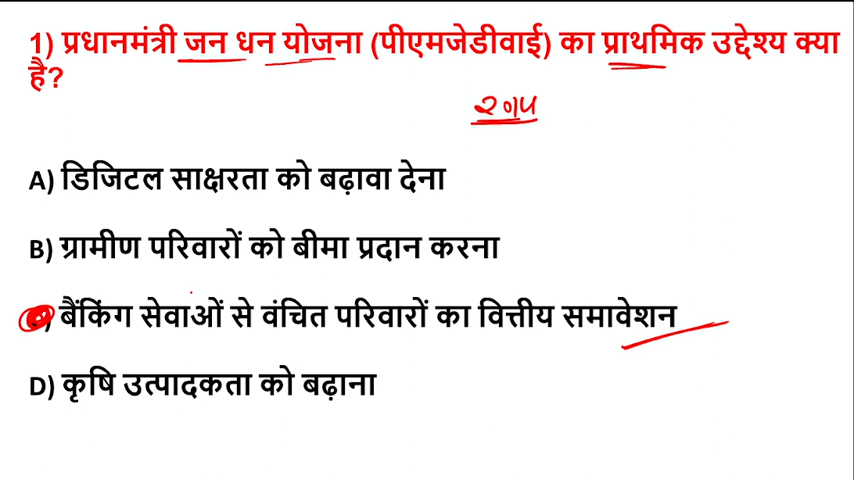 1) प्रधानमंत्री जन धन योजना (पीएमजेडीवाई) का प्राथमिक उद्देश्य क्या
है?
A) डिजिटल साक्षरता को बढ़ावा देना
B) ग्रामीण परिवारों को बीमा प्रदान करना
) बैंकिंग सेवाओं से वंचित परिवारों का वित्तीय समावेशन
D) कृषि उत्पादकता को बढ़ाना